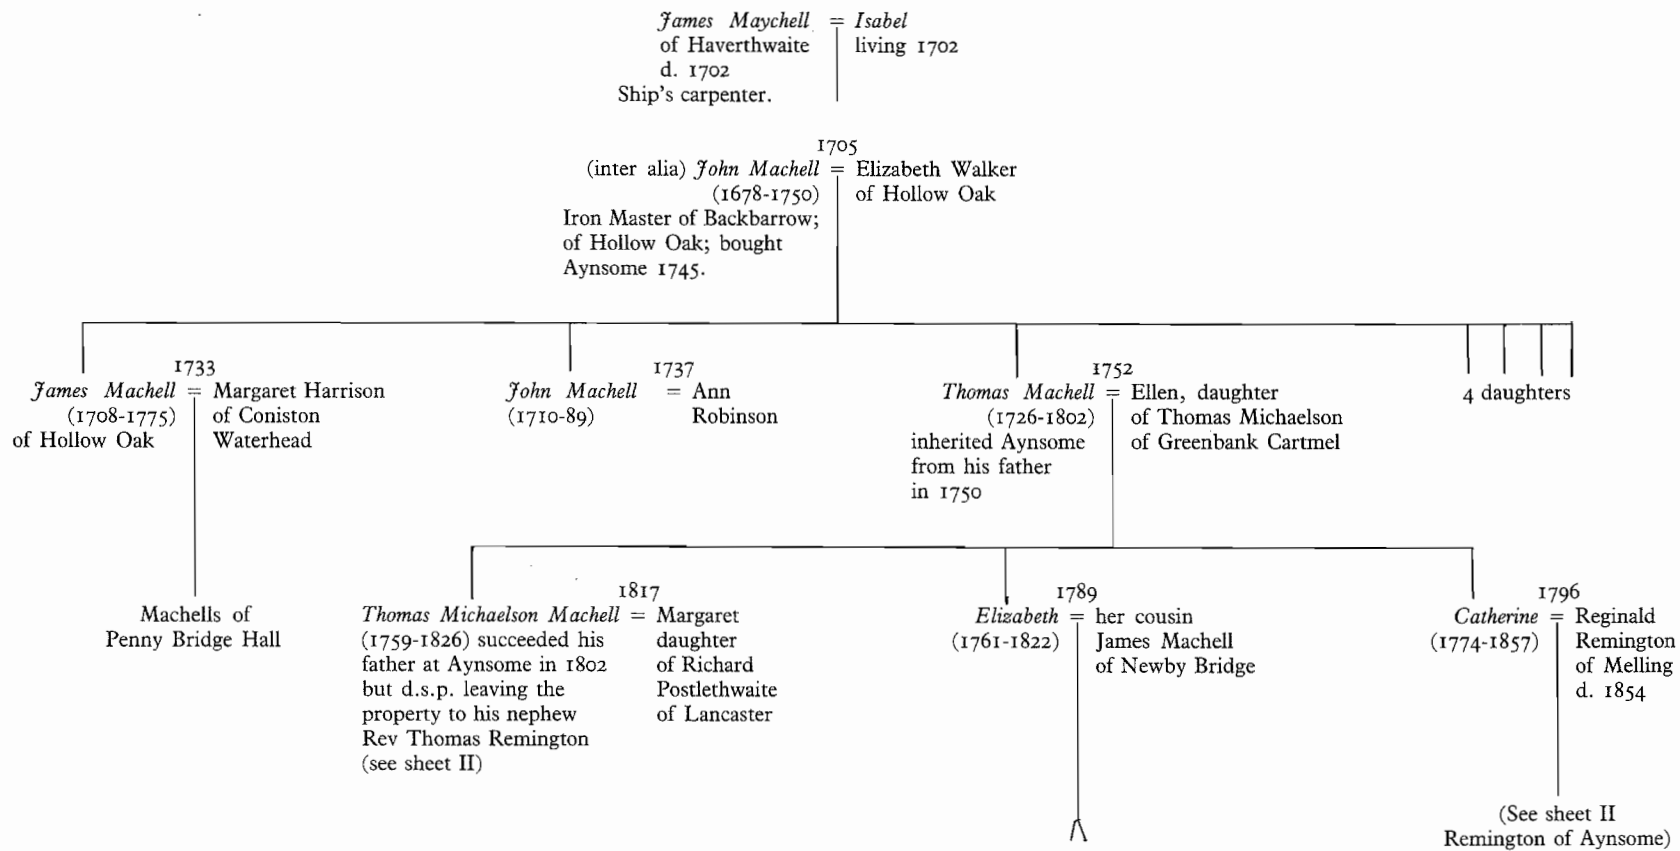 James Maychell = Isabel
of Haverthwaite living 1702
d. 1702
Ship's carpenter.
1705
(inter alia) John Machell = Elizabeth Walker
(1678-1750) of Hollow Oak
Iron Master of Backbarrow;
of Hollow Oak; bought
Aynsome 1745.
1733
James Machell = Margaret Harrison
(1708-1775) of Coniston
of Hollow Oak Waterhead
1737
John Machell = Ann
(1710-89) Robinson
1752
Thomas Machell = Ellen, daughter
(1726-1802) of Thomas Michaelson
inherited Aynsome of Greenbank Cartmel
from his father
in 1750
4 daughters
Machells of
Penny Bridge Hall
1817
Thomas Michaelson Machell = Margaret
(1759-1826) succeeded his daughter
father at Aynsome in 1802 of Richard
but d.s.p. leaving the Postlethwaite
property to his nephew of Lancaster
Rev Thomas Remington
(see sheet II)
1789
Elizabeth = her cousin
(1761-1822) James Machell
of Newby Bridge
1796
Catherine = Reginald
(1774-1857) Remington
of Melling
d. 1854
(See sheet II
Remington of Aynsome)